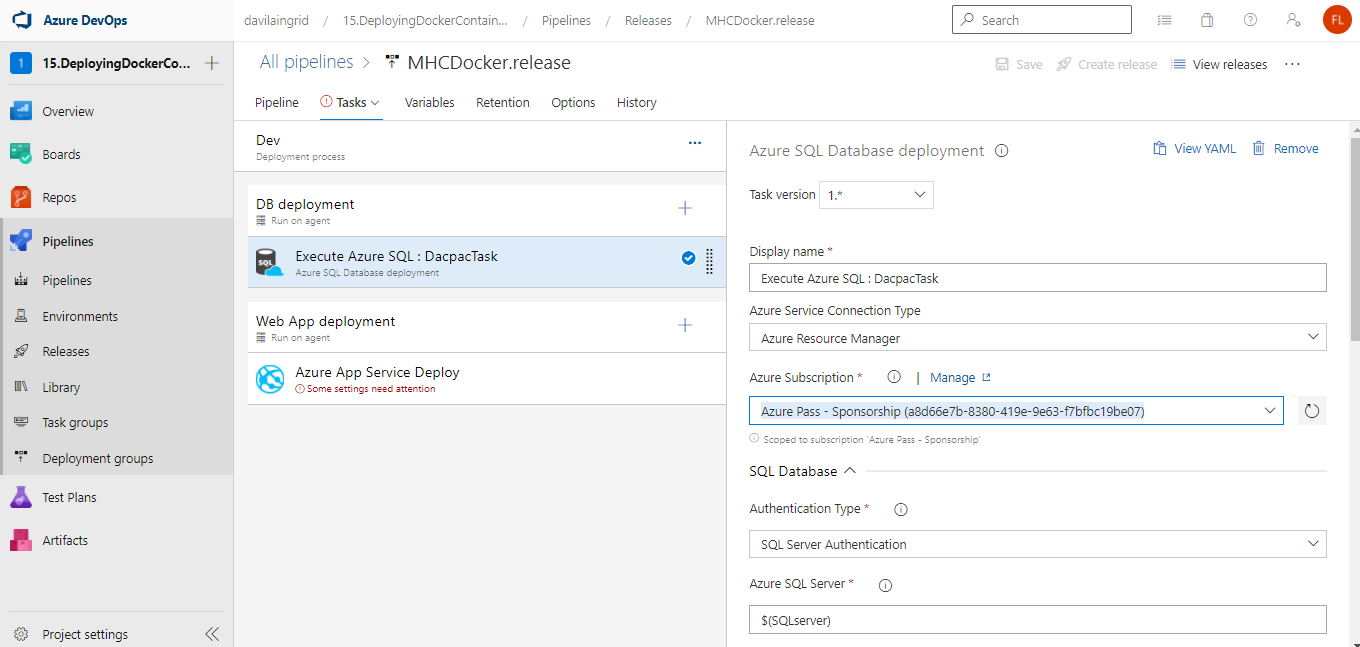 Azure DevOps
davilaingrid / 15.DeployingDockerContain... / Pipelines / Releases / MHCDocker.release
Search
FL
1 15.DeployingDockerCo...
Overview
Boards
Repos
Pipelines
Pipelines
Environments
Releases
Library
Task groups
Deployment groups
Test Plans
Artifacts
Project settings
All pipelines > MHCDocker.release
Save
Create release
View releases
Pipeline
Tasks
Variables
Retention
Options
History
Dev
Deployment process
DB deployment
Run on agent
SQL
Execute Azure SQL : DacpacTask
Azure SQL Database deployment
Web App deployment
Run on agent
Azure App Service Deploy
Some settings need attention
Azure SQL Database deployment
View YAML
Remove
Task version 1.*
Display name *
Execute Azure SQL : DacpacTask
Azure Service Connection Type
Azure Resource Manager
Azure Subscription * | Manage
Azure Pass - Sponsorship (a8d66e7b-8380-419e-9e63-f7bfbc19be07)
Scoped to subscription 'Azure Pass - Sponsorship'
SQL Database
Authentication Type *
SQL Server Authentication
Azure SQL Server *
$(SQLserver)